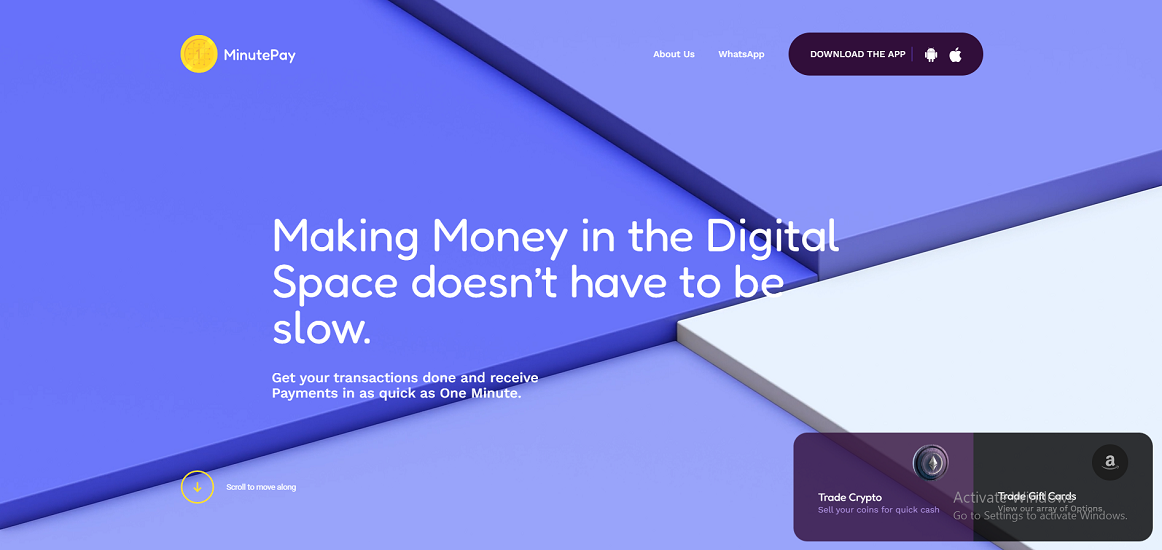 MinutePay
About Us
WhatsApp
DOWNLOAD THE APP
Making Money in the Digital
Space doesn't have to be
slow.
Get your transactions done and receive
Payments in as quick as One Minute.
Scroll to move along
Trade Crypto
Sell your coins for quick cash
Trade Gift Cards
View our array of Options
Activate Windows
Go to Settings to activate Windows.